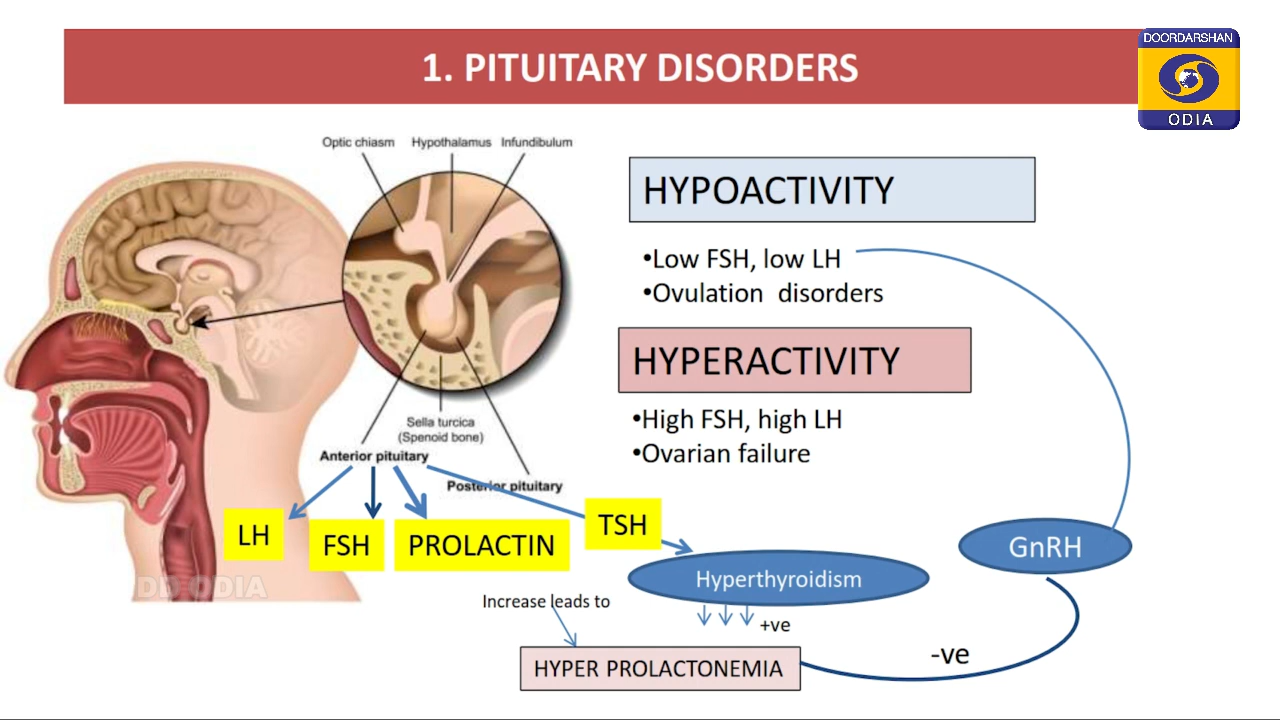 1. PITUITARY DISORDERS
DOORDARSHAN
ODIA
Optic chiasm
Hypothalamus
Infundibulum
HYPOACTIVITY
•Low FSH, low LH
•Ovulation disorders
HYPERACTIVITY
•High FSH, high LH
•Ovarian failure
Sella turcica
(Spenoid bone)
Anterior pituitary
Posterior pituitary
LH
FSH
PROLACTIN
TSH
GnRH
Hyperthyroidism
DD ODIA
Increase leads to
+ve
-ve
HYPER PROLACTONEMIA